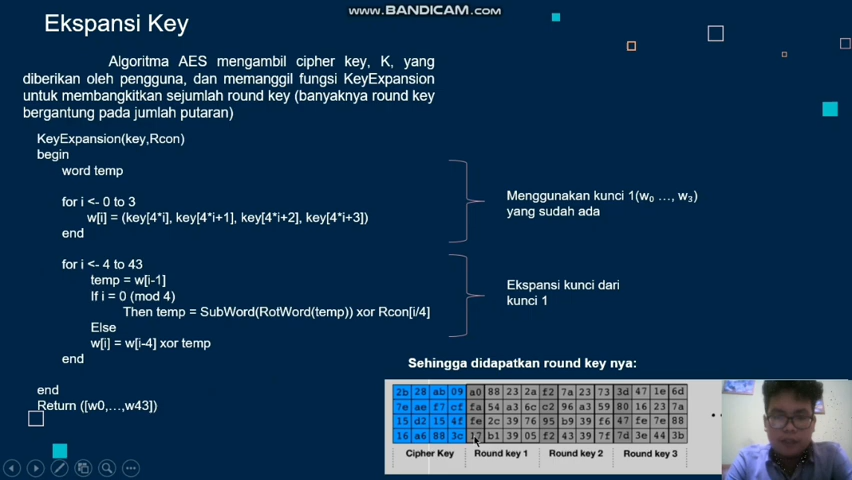 www.BANDICAM.com
Ekspansi Key
Algoritma AES mengambil cipher key, K, yang
diberikan oleh pengguna, dan memanggil fungsi KeyExpansion
untuk membangkitkan sejumlah round key (banyaknya round key
bergantung pada jumlah putaran)
KeyExpansion(key,Rcon)
begin
word temp
for i <- 0 to 3
w[i] = (key[4*i], key[4*i+1], key[4*i+2], key[4*i+3])
end
Menggunakan kunci 1(w₀ …, w₃)
yang sudah ada
for i <- 4 to 43
temp = w[i-1]
If i = 0 (mod 4)
Then temp = SubWord(RotWord(temp)) xor Rcon[i/4]
Else
w[i] = w[i-4] xor temp
end
Ekspansi kunci dari
kunci 1
end
Return ([w0,…,w43])
Sehingga didapatkan round key nya:
2b 28 ab 09 a0 88 23 2a f2 7a 23 73 3d 47 1e 6d
7e ae f7 cf fa 54 a3 6c c2 96 a3 59 80 16 23 7a
15 d2 15 4f fe 2c 39 76 95 b9 39 f6 47 fe 7e 88
16 a6 88 3c 17 b1 39 05 f2 43 39 7f 7d 3e 44 3b
Cipher Key Round key 1 Round key 2 Round key 3